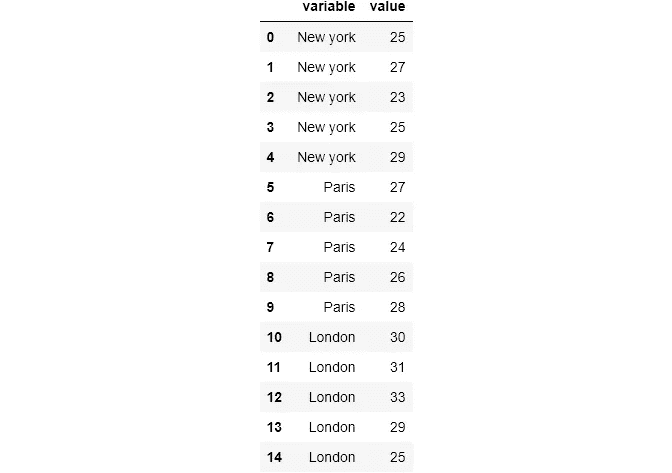 variable value
0 New york 25
1 New york 27
2 New york 23
3 New york 25
4 New york 29
5 Paris 27
6 Paris 22
7 Paris 24
8 Paris 26
9 Paris 28
10 London 30
11 London 31
12 London 33
13 London 29
14 London 25